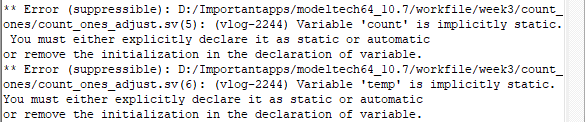 ** Error (suppressible): D:/Importantapps/modeltech64_10.7/workfile/week3/count_
ones/count_ones_adjust.sv(5): (vlog-2244) Variable 'count' is implicitly static.
You must either explicitly declare it as static or automatic
or remove the initialization in the declaration of variable.
** Error (suppressible): D:/Importantapps/modeltech64_10.7/workfile/week3/count_
ones/count_ones_adjust.sv(6): (vlog-2244) Variable 'temp' is implicitly static.
You must either explicitly declare it as static or automatic
or remove the initialization in the declaration of variable.